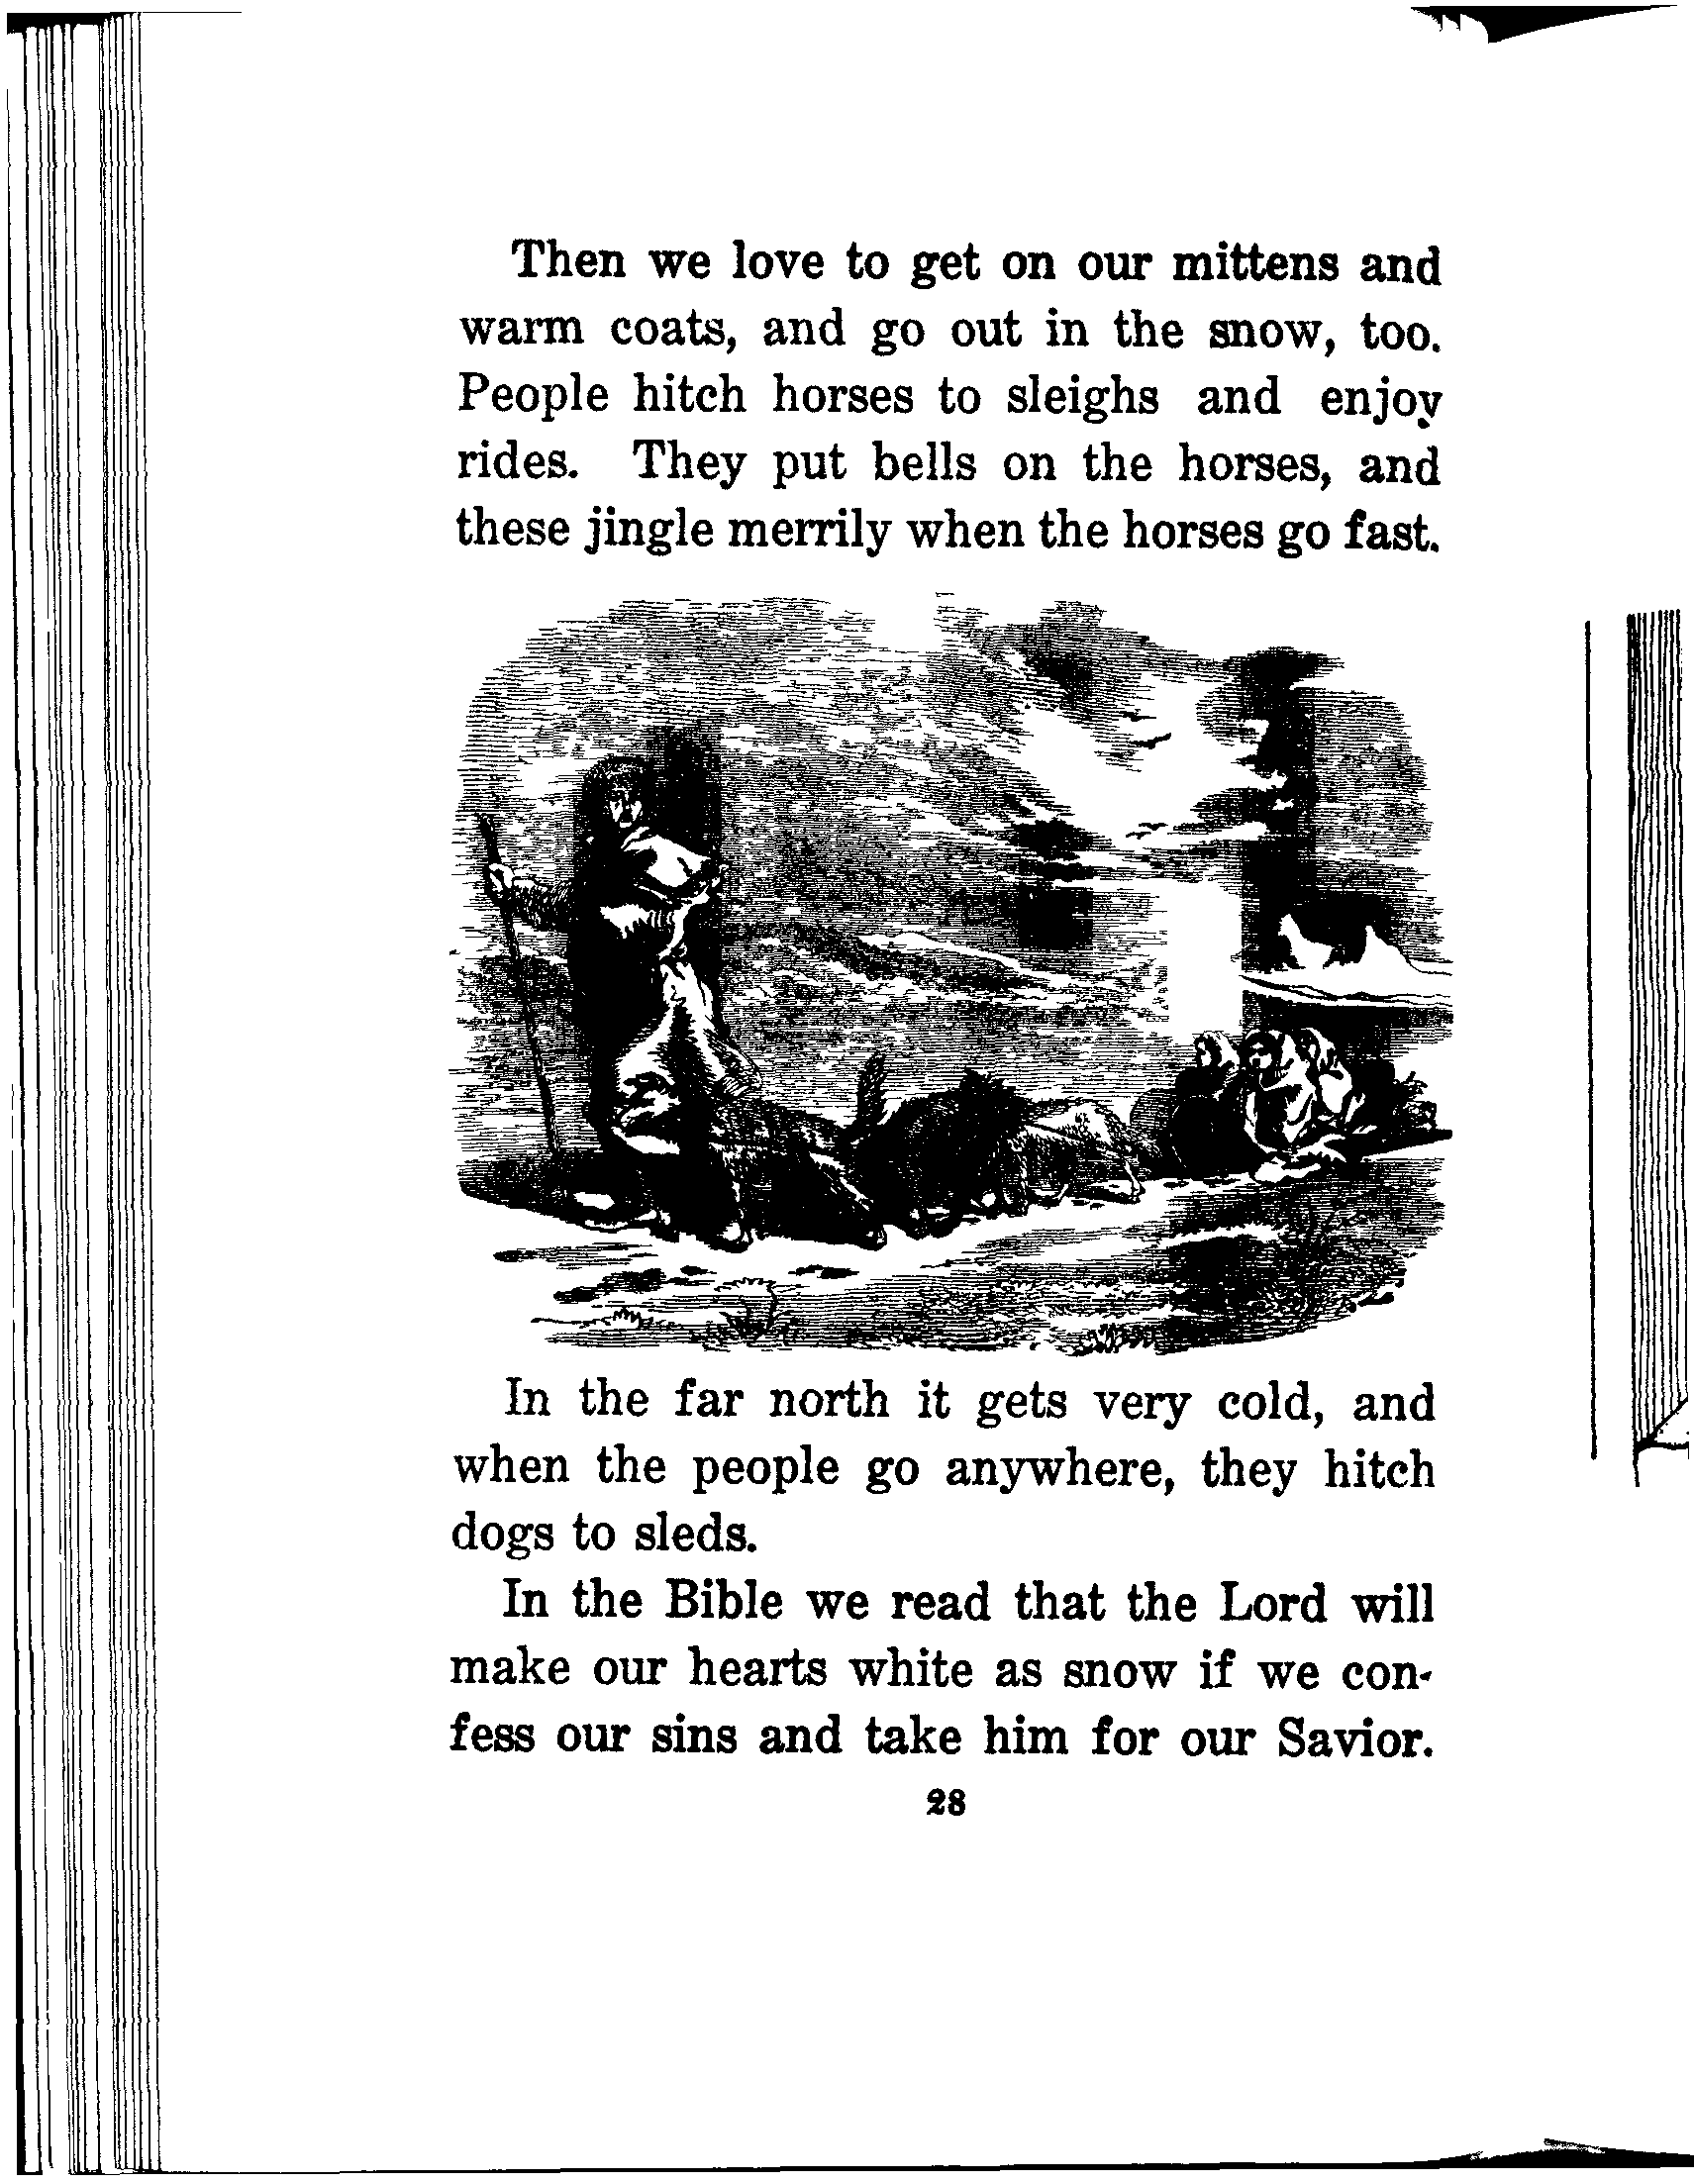 Then we love to get on our mittens and
warm coats, and go out in the snow, too.
People hitch horses to sleighs and enjoy
rides. They put bells on the horses, and
these jingle merrily when the horses go fast.
In the far north it gets very cold, and
when the people go anywhere, they hitch
dogs to sleds.
In the Bible we read that the Lord will
make our hearts white as snow if we con-
fess our sins and take him for our Savior.
28